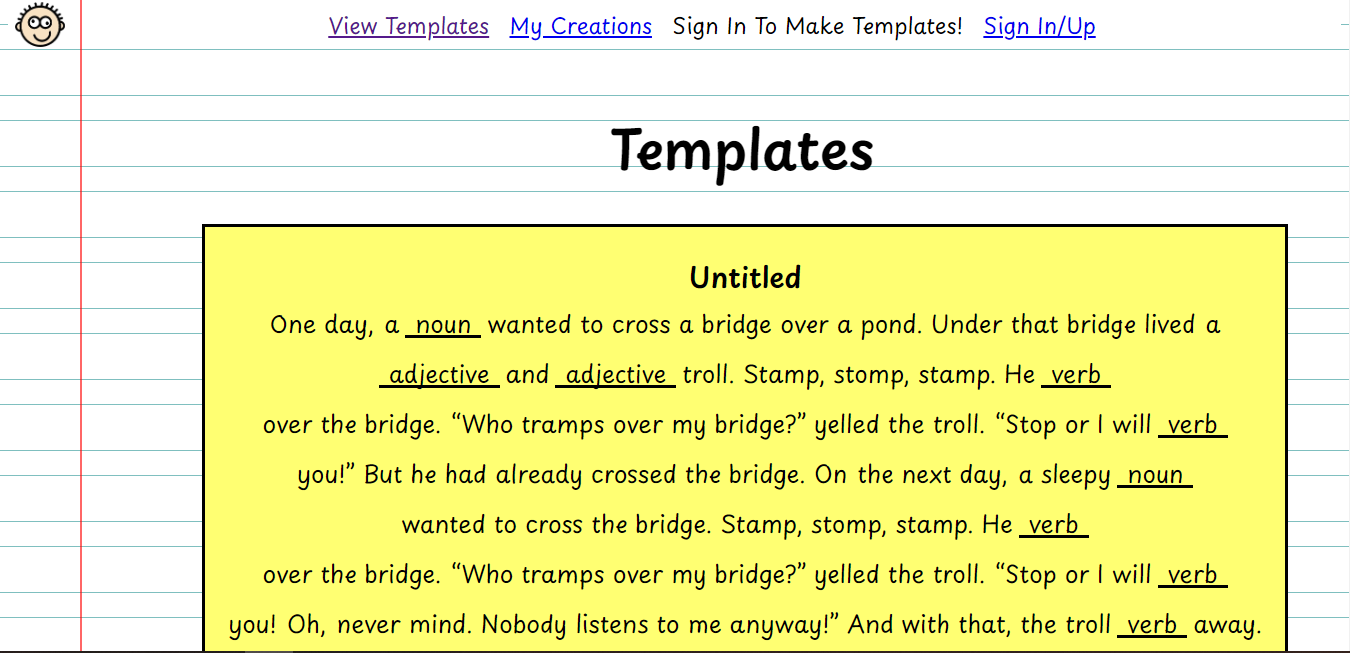 View Templates My Creations Sign In To Make Templates! Sign In/Up
Templates
Untitled
One day, a noun wanted to cross a bridge over a pond. Under that bridge lived a
adjective and adjective troll. Stamp, stomp, stamp. He verb
over the bridge. “Who tramps over my bridge?” yelled the troll. “Stop or I will verb
you!” But he had already crossed the bridge. On the next day, a sleepy noun
wanted to cross the bridge. Stamp, stomp, stamp. He verb
over the bridge. “Who tramps over my bridge?” yelled the troll. “Stop or I will verb
you! Oh, never mind. Nobody listens to me anyway!” And with that, the troll verb away.